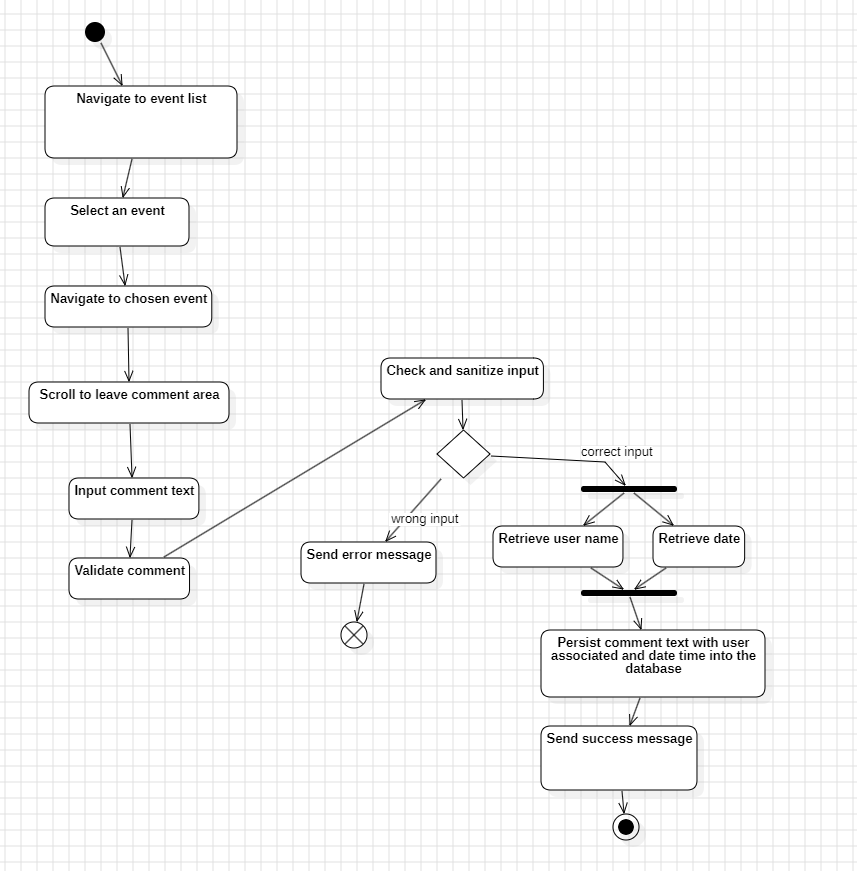 Navigate to event list
Select an event
Navigate to chosen event
Scroll to leave comment area
Input comment text
Validate comment
Check and sanitize input
correct input
wrong input
Send error message
Retrieve user name
Retrieve date
Persist comment text with user
associated and date time into the
database
Send success message